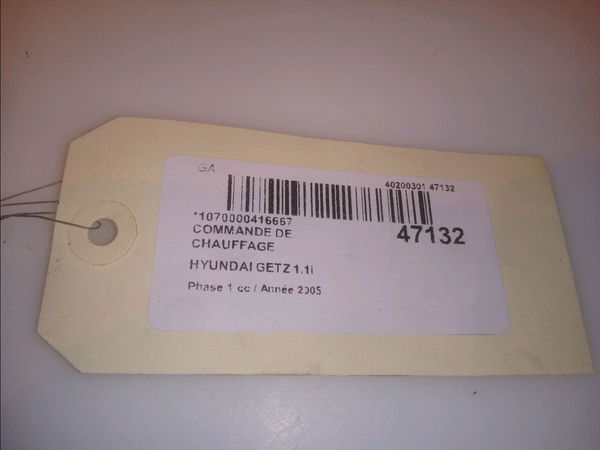 GA
40200301 47132
*1070000416667
COMMANDE DE
CHAUFFAGE
47132
HYUNDAI GETZ 1.1i
Phase 1 cc / Année 2005